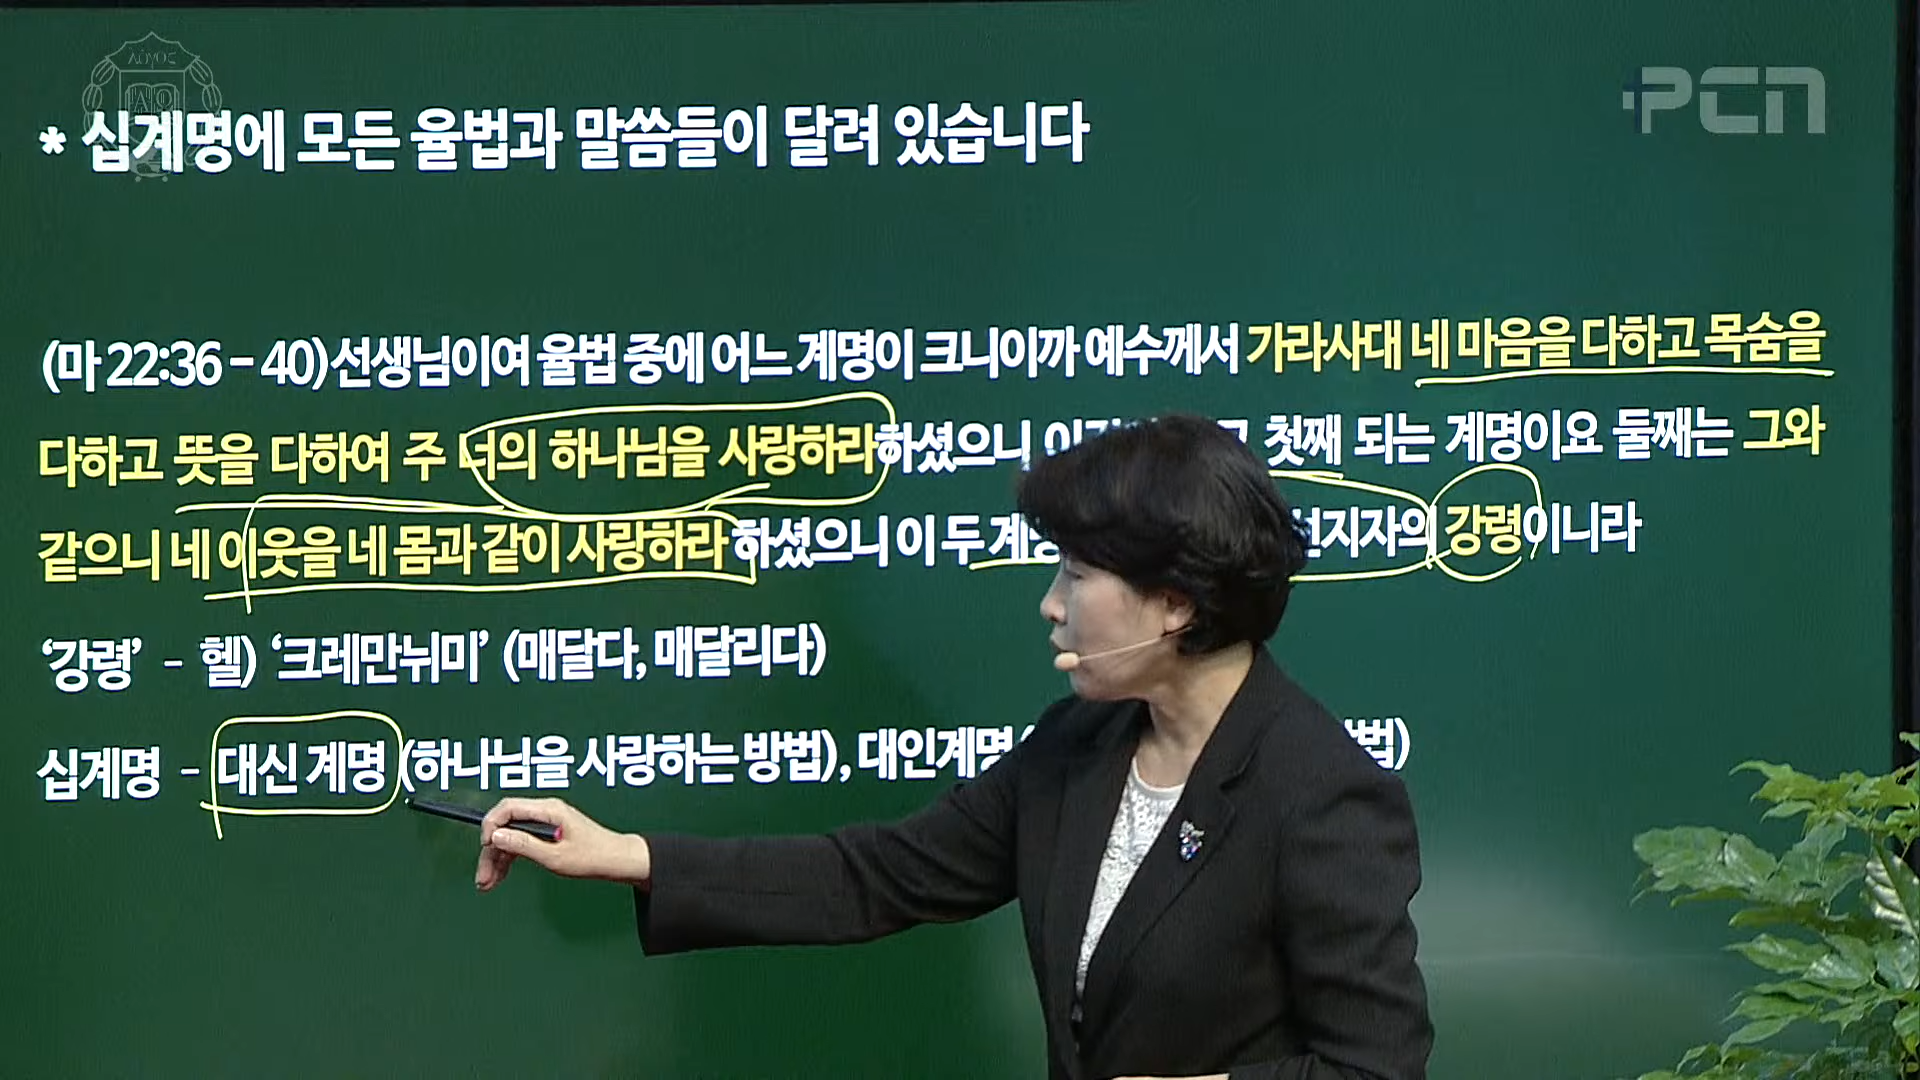 λόγος
ΑΩ
PCN
* 십계명에 모든 율법과 말씀들이 달려 있습니다
(마 22:36 - 40) 선생님이여 율법 중에 어느 계명이 크니이까 예수께서 가라사대 네 마음을 다하고 목숨을
다하고 뜻을 다하여 주 너의 하나님을 사랑하라 하셨으니 첫째 되는 계명이요 둘째는 그와
같으니 네 이웃을 네 몸과 같이 사랑하라 하셨으니 이 두 강령이니라
‘강령’ - 헬) ‘크레만뉘미’ (매달다, 매달리다)
십계명 - 대신 계명 (하나님을 사랑하는 방법), 대인계명